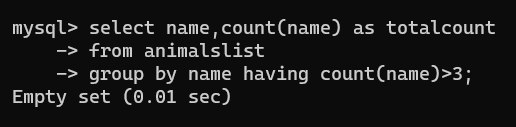 mysql> select name,count(name) as totalcount
    -> from animalslist
    -> group by name having count(name)>3;
Empty set (0.01 sec)